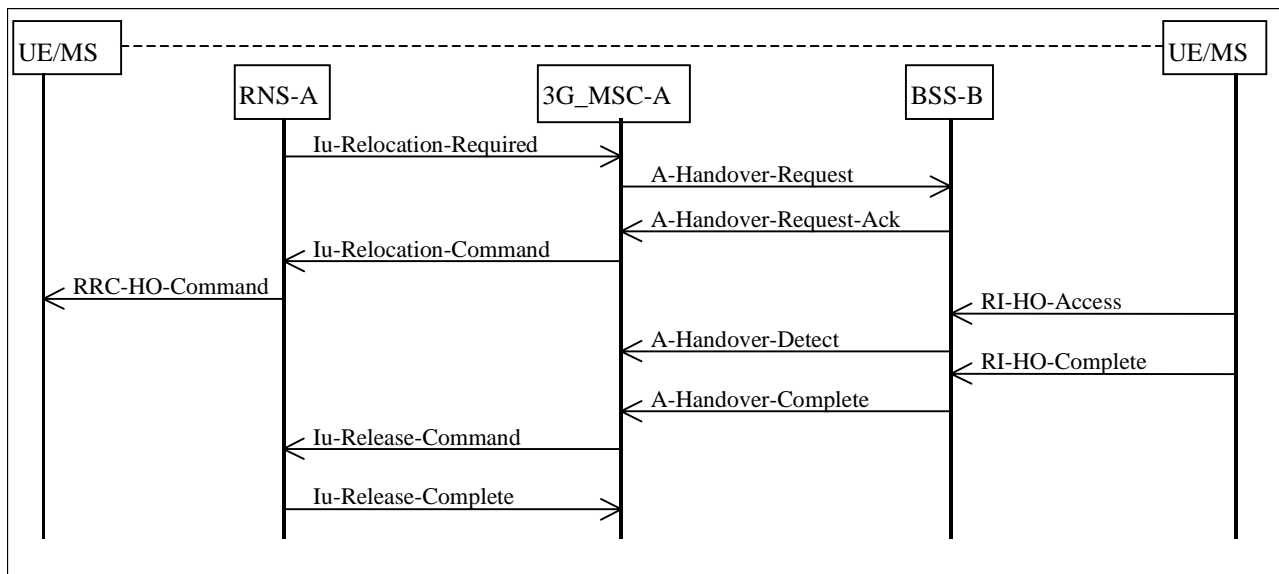 UE/MS
UE/MS
RNS-A
3G_MSC-A
BSS-B
Iu-Relocation-Required
A-Handover-Request
A-Handover-Request-Ack
Iu-Relocation-Command
RRC-HO-Command
RI-HO-Access
A-Handover-Detect
RI-HO-Complete
A-Handover-Complete
Iu-Release-Command
Iu-Release-Complete